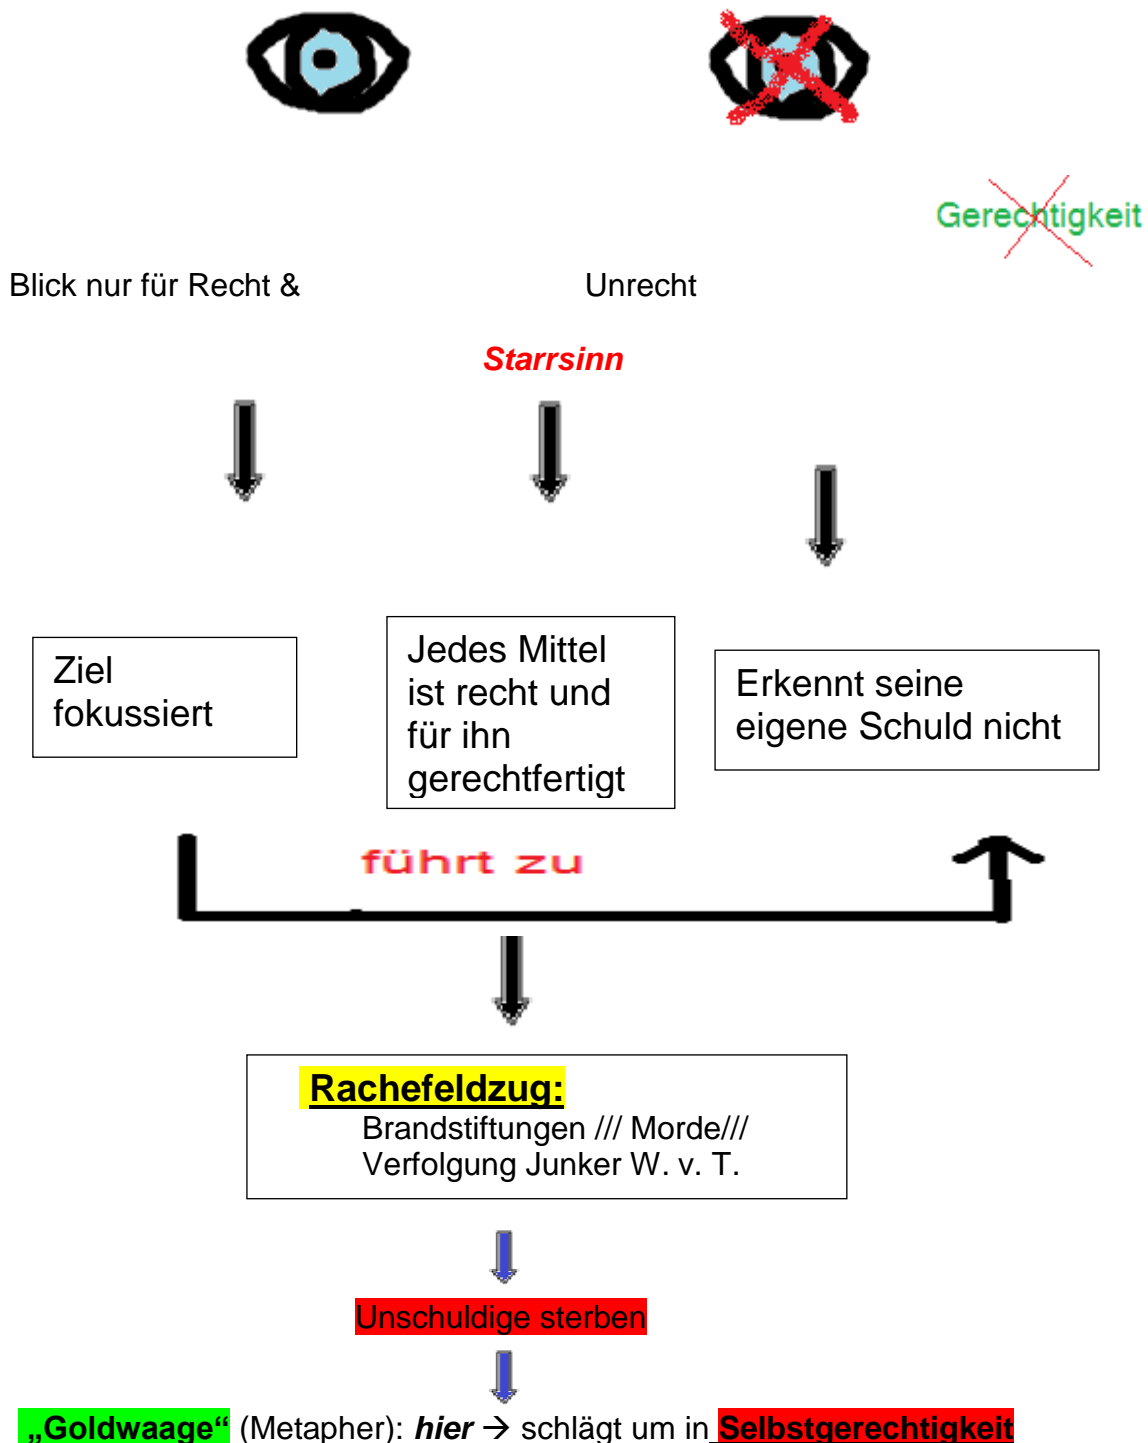 Gerechtigkeit
Blick nur für Recht & Unrecht
Starrsinn
Ziel
fokussiert
Jedes Mittel
ist recht und
für ihn
gerechtfertigt
Erkennt seine
eigene Schuld nicht
führt zu
Rachefeldzug:
Brandstiftungen /// Morde///
Verfolgung Junker W. v. T.
Unschuldige sterben
„Goldwaage“ (Metapher): hier → schlägt um in Selbstgerechtigkeit